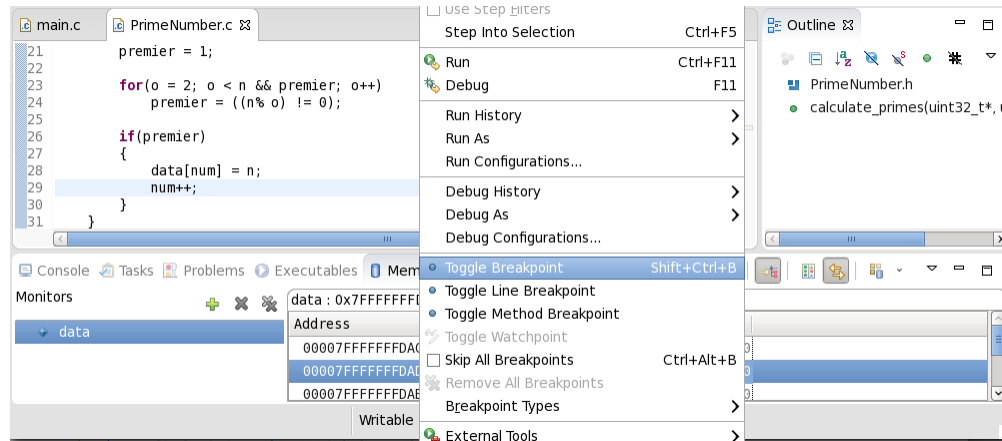 main.c
PrimeNumber.c
21 premier = 1;
22
23 for(o = 2; o < n && premier; o++)
24 premier = ((n% o) != 0);
25
26 if(premier)
27 {
28 data[num] = n;
29 num++;
30 }
31 }
Use Step Filters
Step Into Selection Ctrl+F5
Run Ctrl+F11
Debug F11
Run History
Run As
Run Configurations...
Debug History
Debug As
Debug Configurations...
Toggle Breakpoint Shift+Ctrl+B
Toggle Line Breakpoint
Toggle Method Breakpoint
Toggle Watchpoint
Skip All Breakpoints Ctrl+Alt+B
Remove All Breakpoints
Breakpoint Types
External Tools
Outline
PrimeNumber.h
calculate_primes(uint32_t*, u
Console Tasks Problems Executables Mem
Monitors
data
data : 0x7FFFFFFFD
Address
00007FFFFFFFDAC
00007FFFFFFFDAD
00007FFFFFFFDAE
Writable